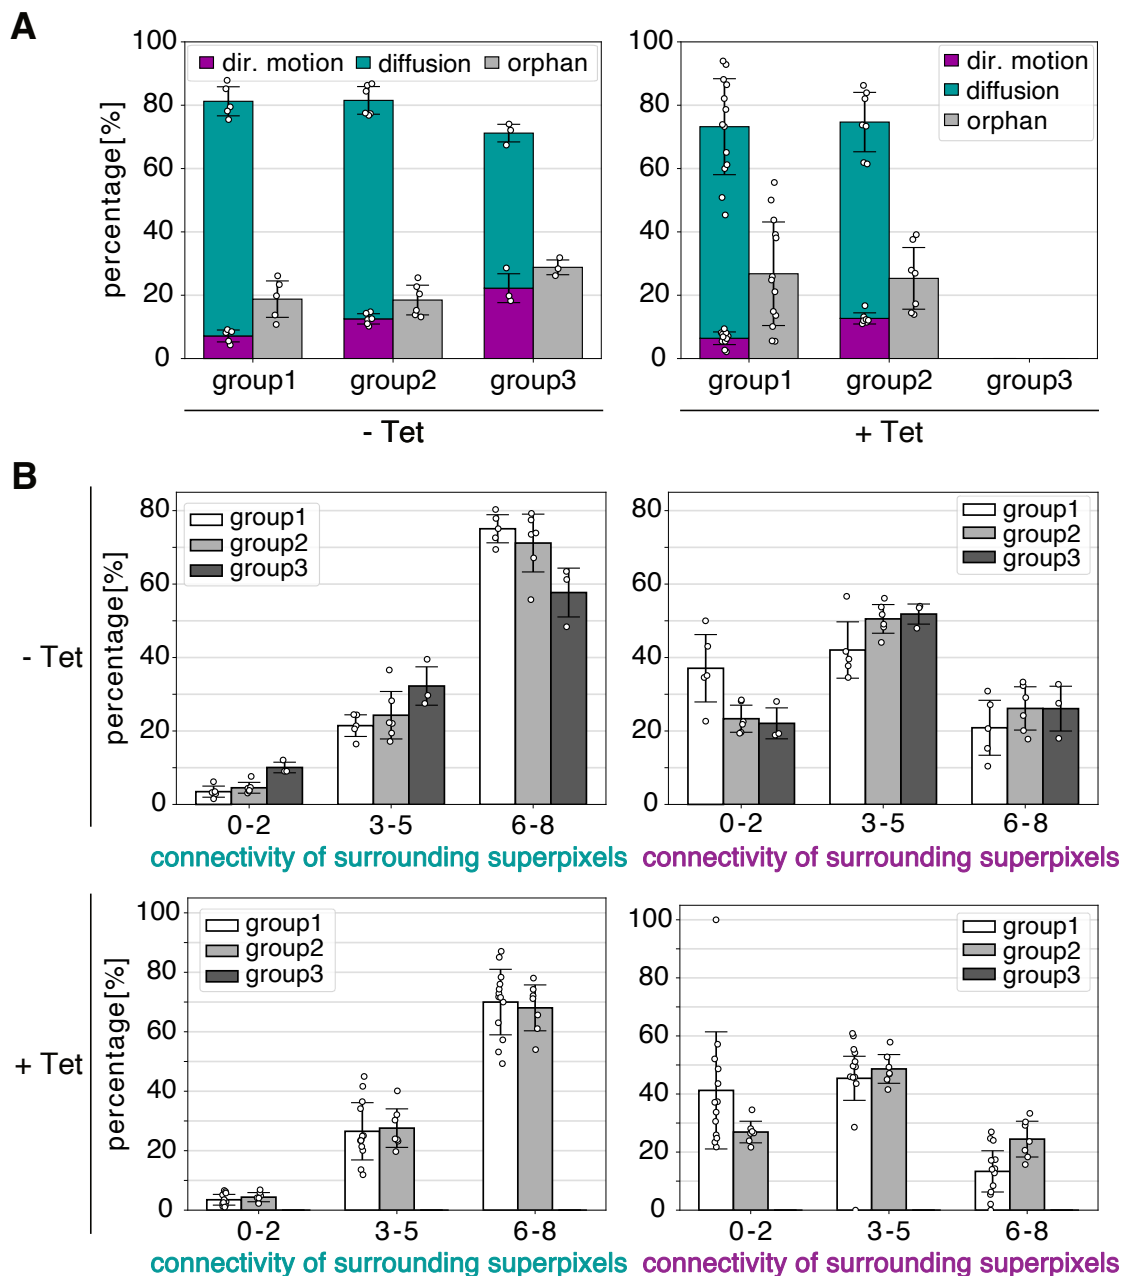 A
percentage[%]
100
80
60
40
20
0
dir. motion diffusion orphan
group1 group2 group3
- Tet
100
80
60
40
20
0
dir. motion
diffusion
orphan
group1 group2 group3
+ Tet
B
- Tet
percentage[%]
80
60
40
20
0
group1
group2
group3
0-2 3-5 6-8
connectivity of surrounding superpixels
80
60
40
20
0
group1
group2
group3
0-2 3-5 6-8
connectivity of surrounding superpixels
+ Tet
percentage[%]
100
80
60
40
20
0
group1
group2
group3
0-2 3-5 6-8
connectivity of surrounding superpixels
100
80
60
40
20
0
group1
group2
group3
0-2 3-5 6-8
connectivity of surrounding superpixels